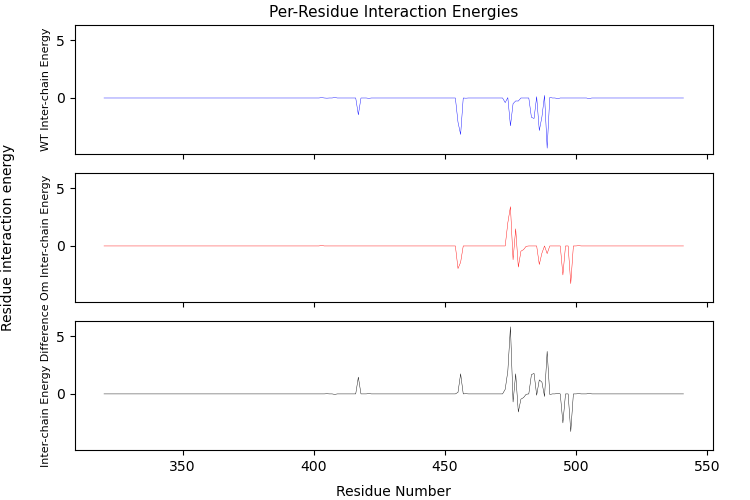 Per-Residue Interaction Energies
Residue interaction energy
WT Inter-chain Energy
5
0
Om Inter-chain Energy
5
0
Inter-chain Energy Difference
5
0
350
400
450
500
550
Residue Number